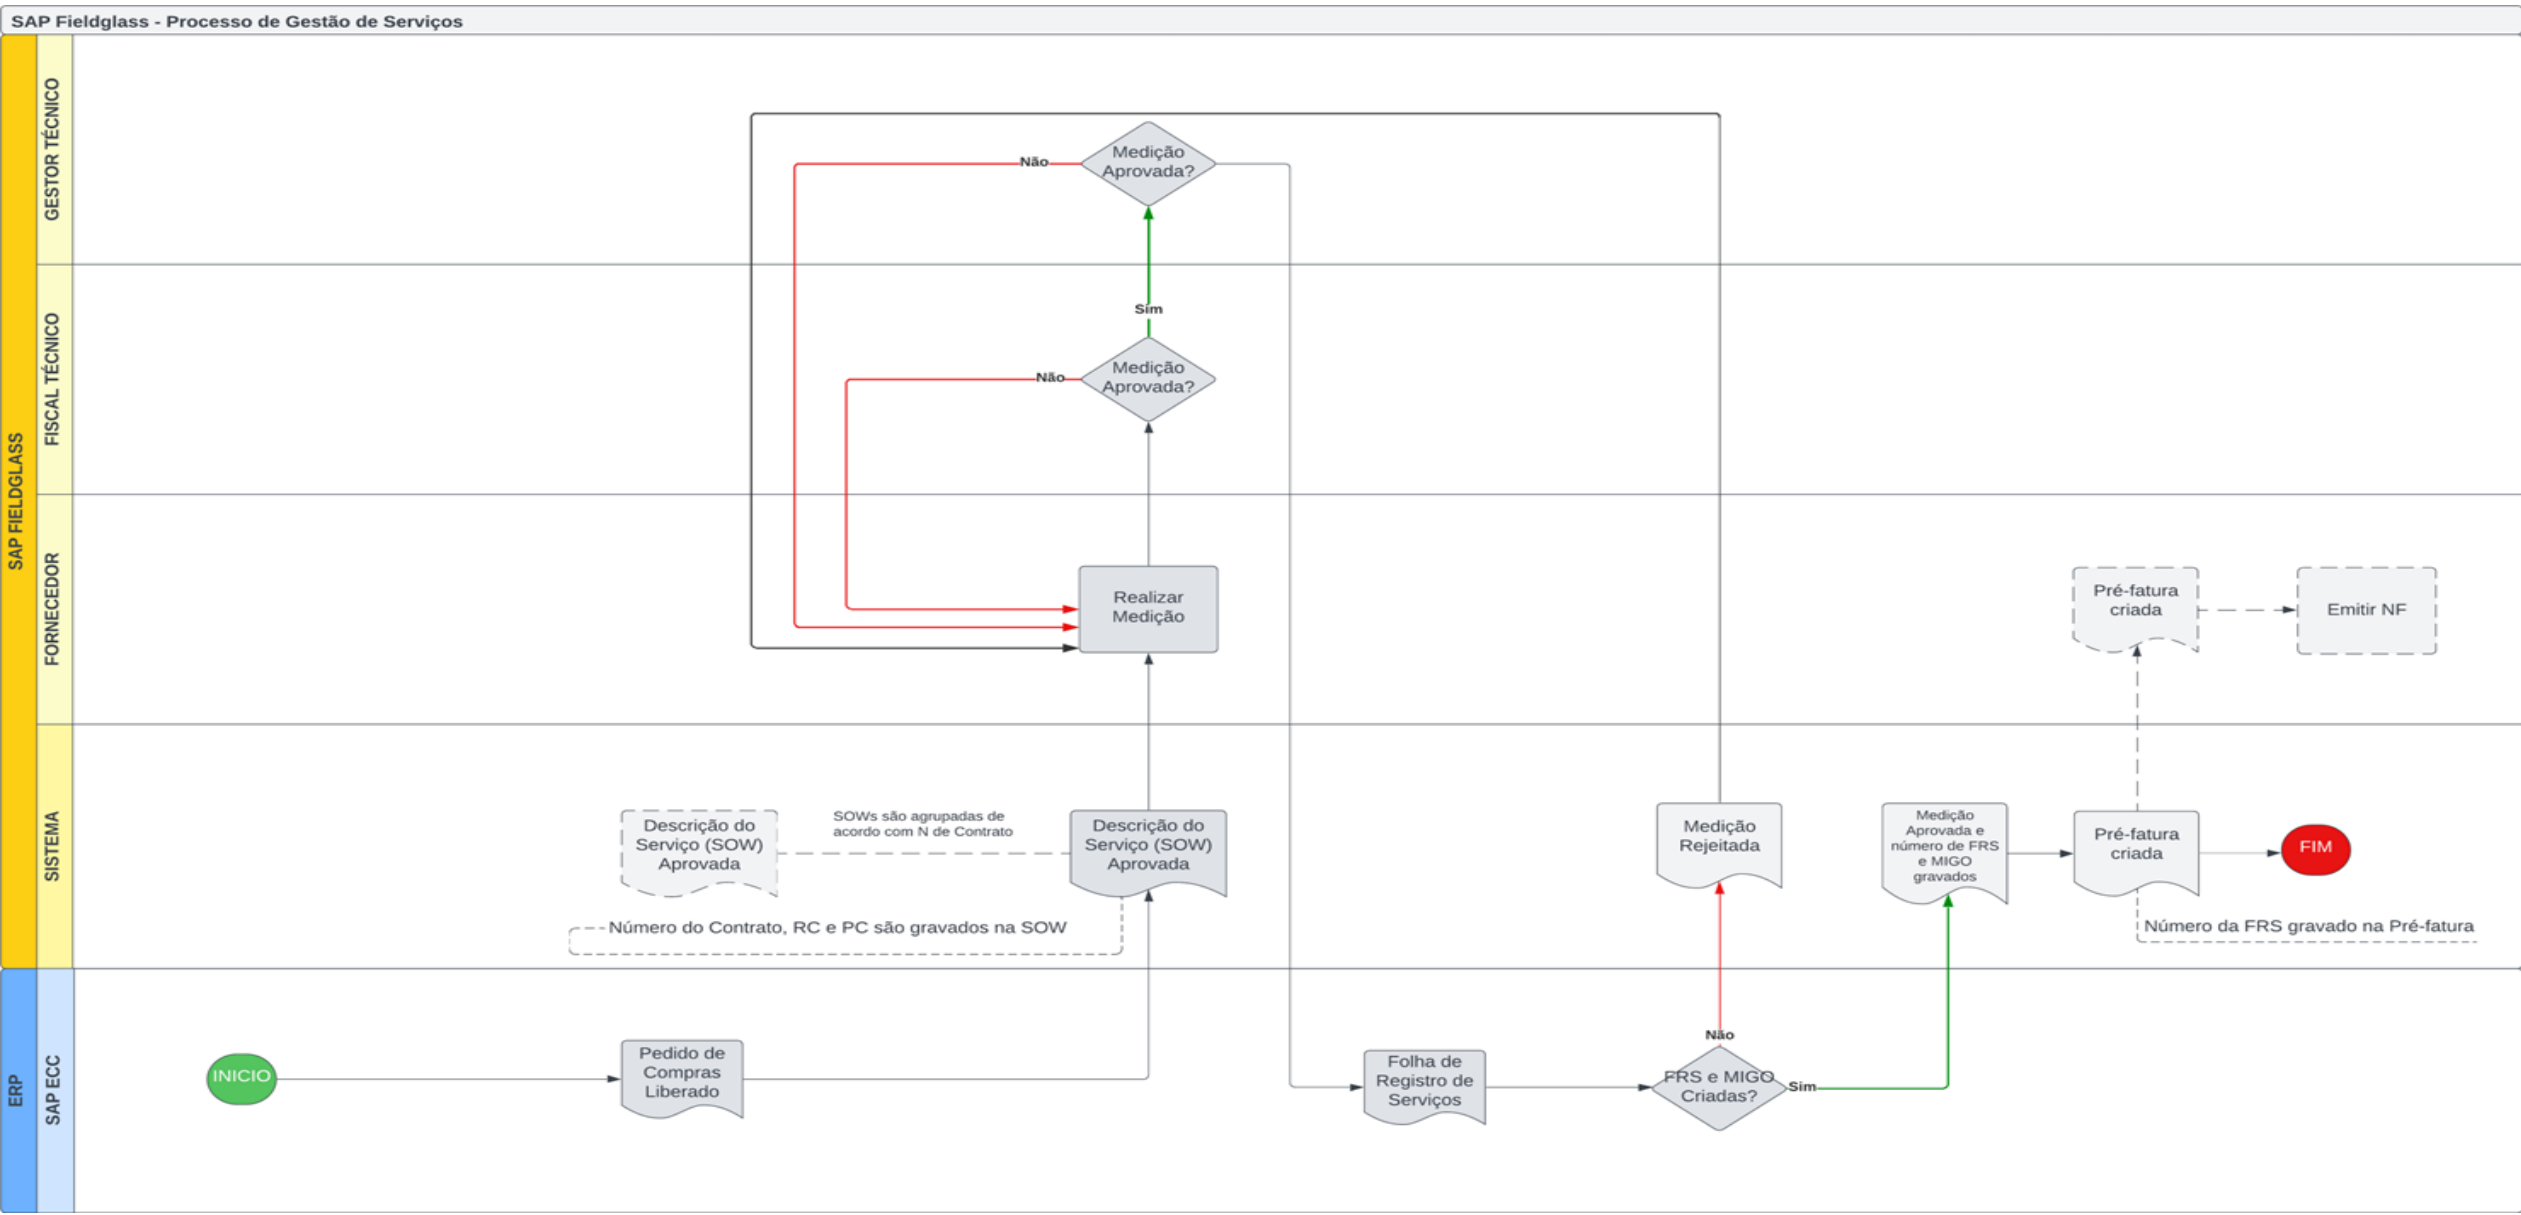 SAP Fieldglass - Processo de Gestão de Serviços
SAP FIELDGLASS
GESTOR TÉCNICO
Não
Medição
Aprovada?
FISCAL TÉCNICO
Sim
Não
Medição
Aprovada?
FORNECEDOR
Realizar
Medição
Pré-fatura
criada
Emitir NF
SISTEMA
Descrição do
Serviço (SOW)
Aprovada
SOWs são agrupadas de
acordo com N de Contrato
Descrição do
Serviço (SOW)
Aprovada
Número do Contrato, RC e PC são gravados na SOW
Medição
Rejeitada
Medição
Aprovada e
número de FRS
e MIGO
gravados
Pré-fatura
criada
FIM
Número da FRS gravado na Pré-fatura
ERP
SAP ECC
INICIO
Pedido de
Compras
Liberado
Folha de
Registro de
Serviços
Não
FRS e MIGO
Criadas?
Sim